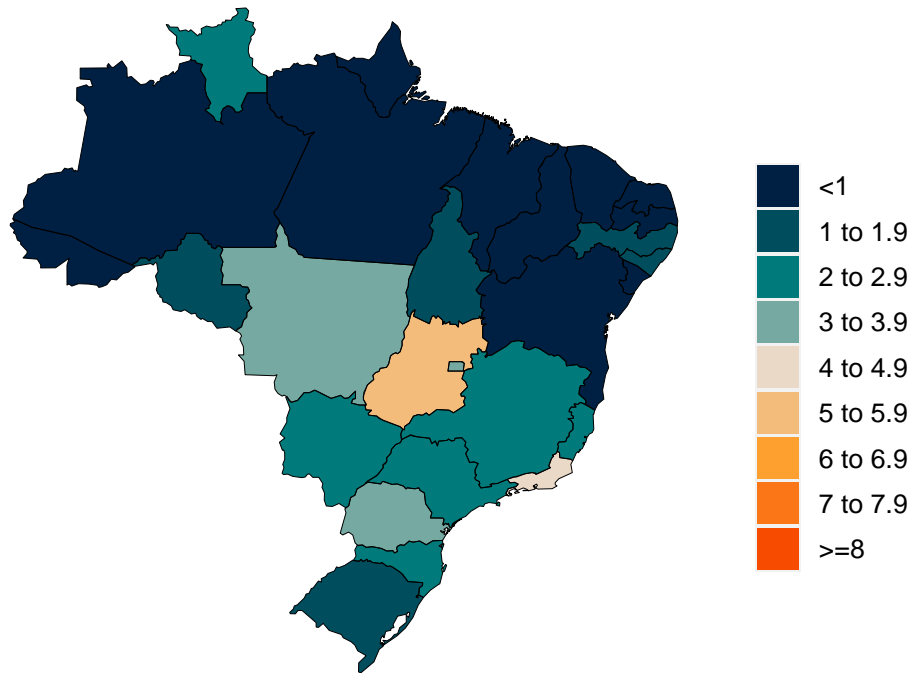 <1
1 to 1.9
2 to 2.9
3 to 3.9
4 to 4.9
5 to 5.9
6 to 6.9
7 to 7.9
>=8